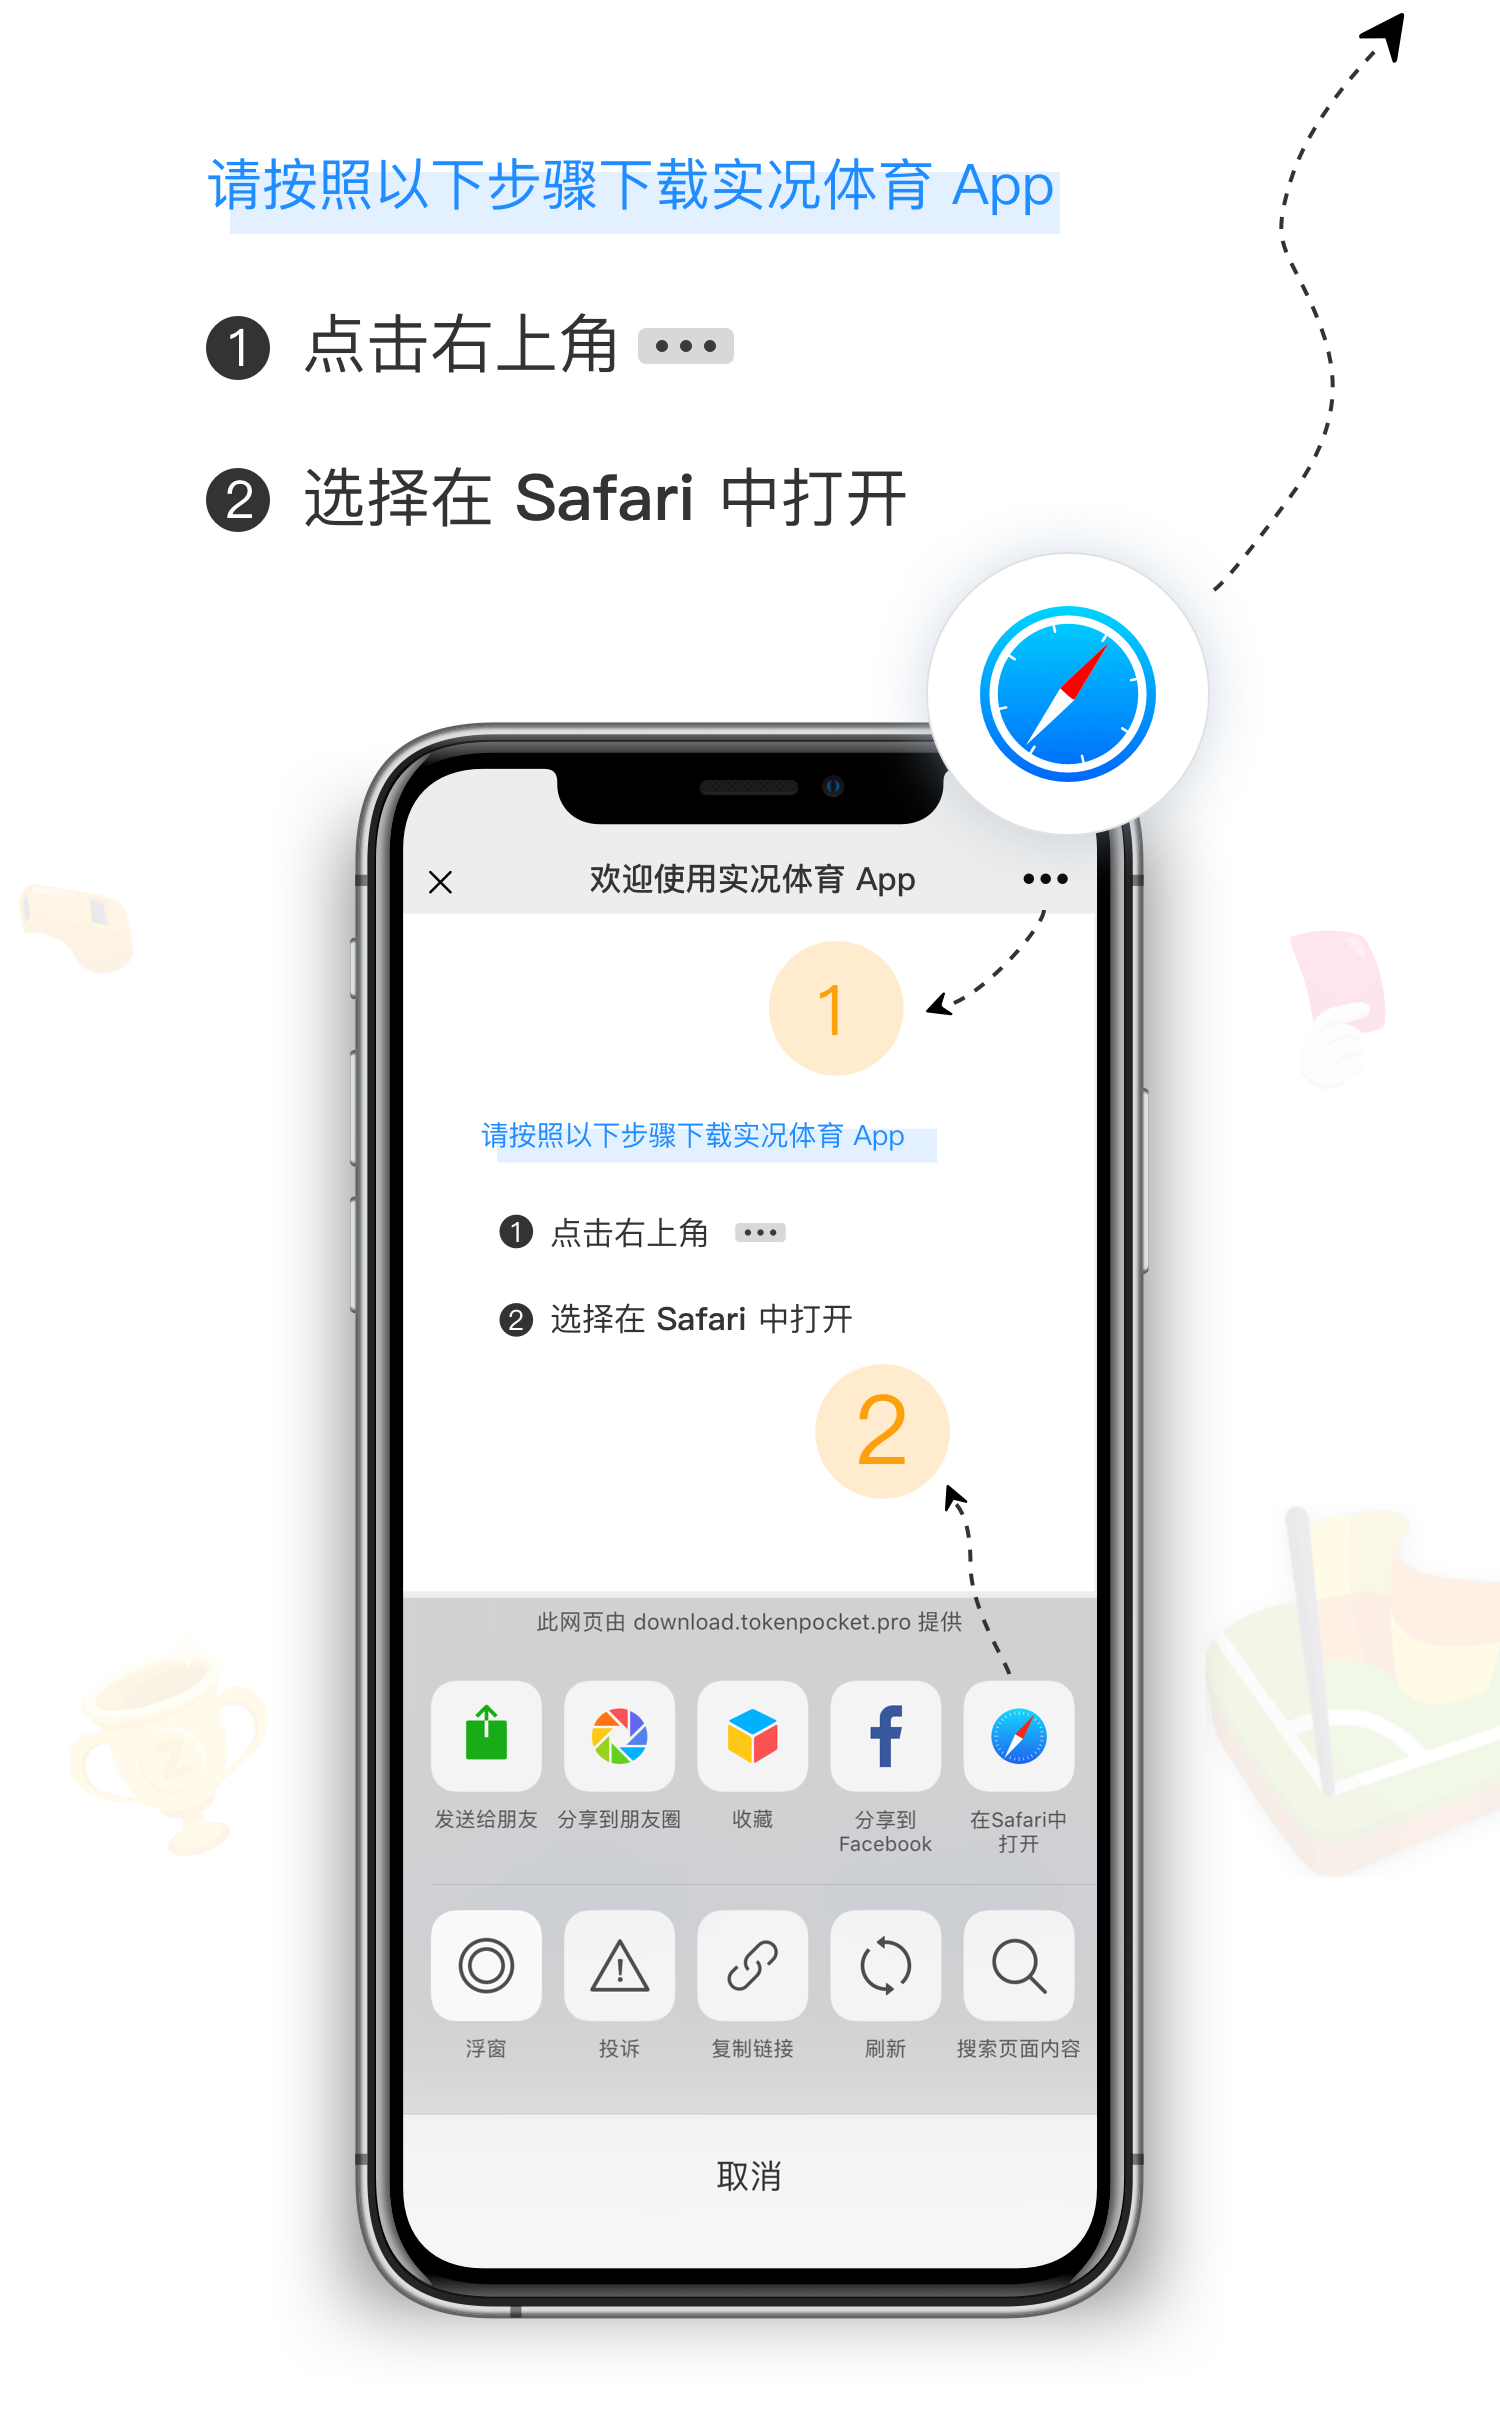 请按照以下步骤下载实况体育 App
1 点击右上角 •••
2 选择在 Safari 中打开
欢迎使用实况体育 App
1
请按照以下步骤下载实况体育 App
1 点击右上角 •••
2 选择在 Safari 中打开
2
此网页由 download.tokenpocket.pro 提供
发送给朋友 分享到朋友圈 收藏 分享到 在Safari中
Facebook 打开
浮窗 投诉 复制链接 刷新 搜索页面内容
取消